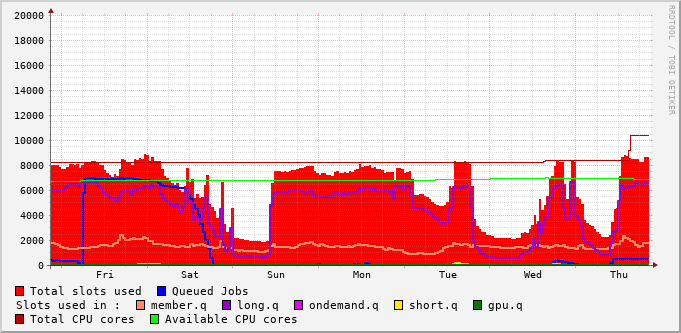 20000
18000
16000
14000
12000
10000
8000
6000
4000
2000
0
Fri Sat Sun Mon Tue Wed Thu
Total slots used Queued Jobs
Slots used in : member.q long.q ondemand.q short.q gpu.q
Total CPU cores Available CPU cores
RRDTOOL / TOBI OETIKER